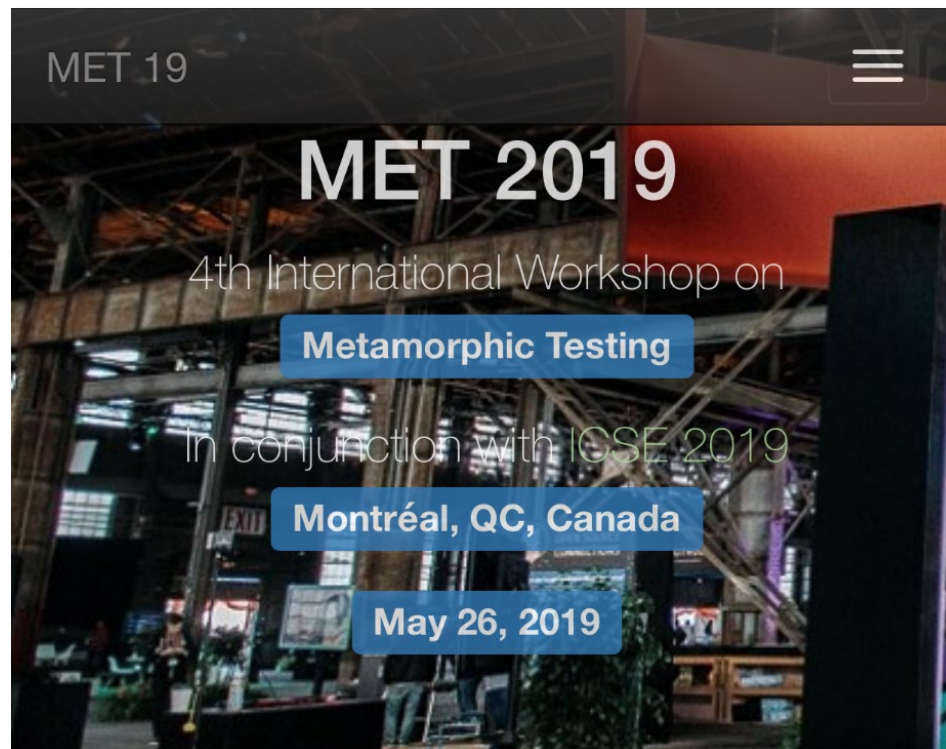 MET 19
MET 2019
4th International Workshop on
Metamorphic Testing
In conjunction with ICSE 2019
Montréal, QC, Canada
EXIT
May 26, 2019